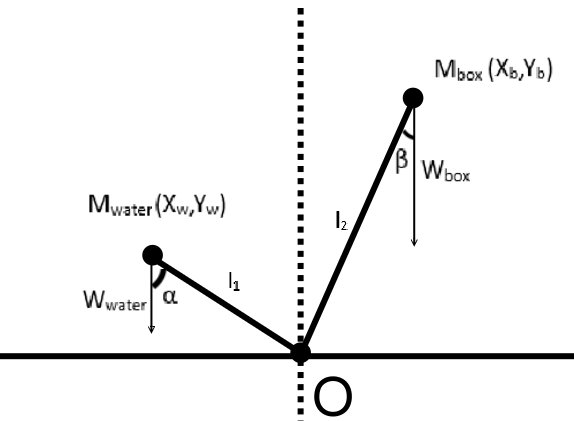 Mbox (Xb,Yb)
β
Wbox
Mwater (Xw,Yw)
l2
Wwater
α
l1
O